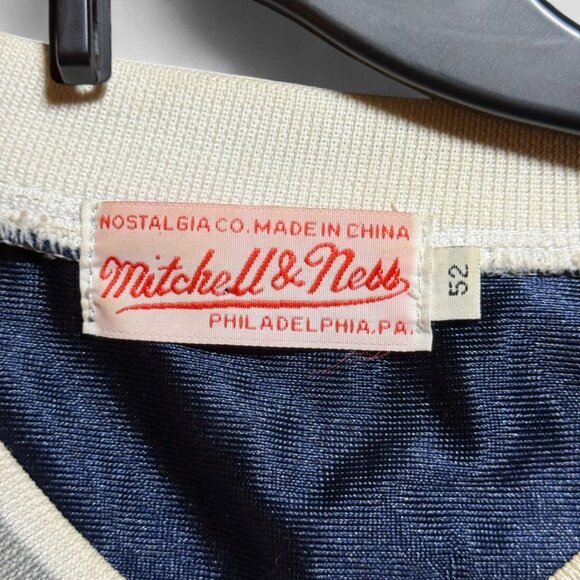 NOSTALGIA CO. MADE IN CHINA
Mitchell & Ness
PHILADELPHIA, PA.
52